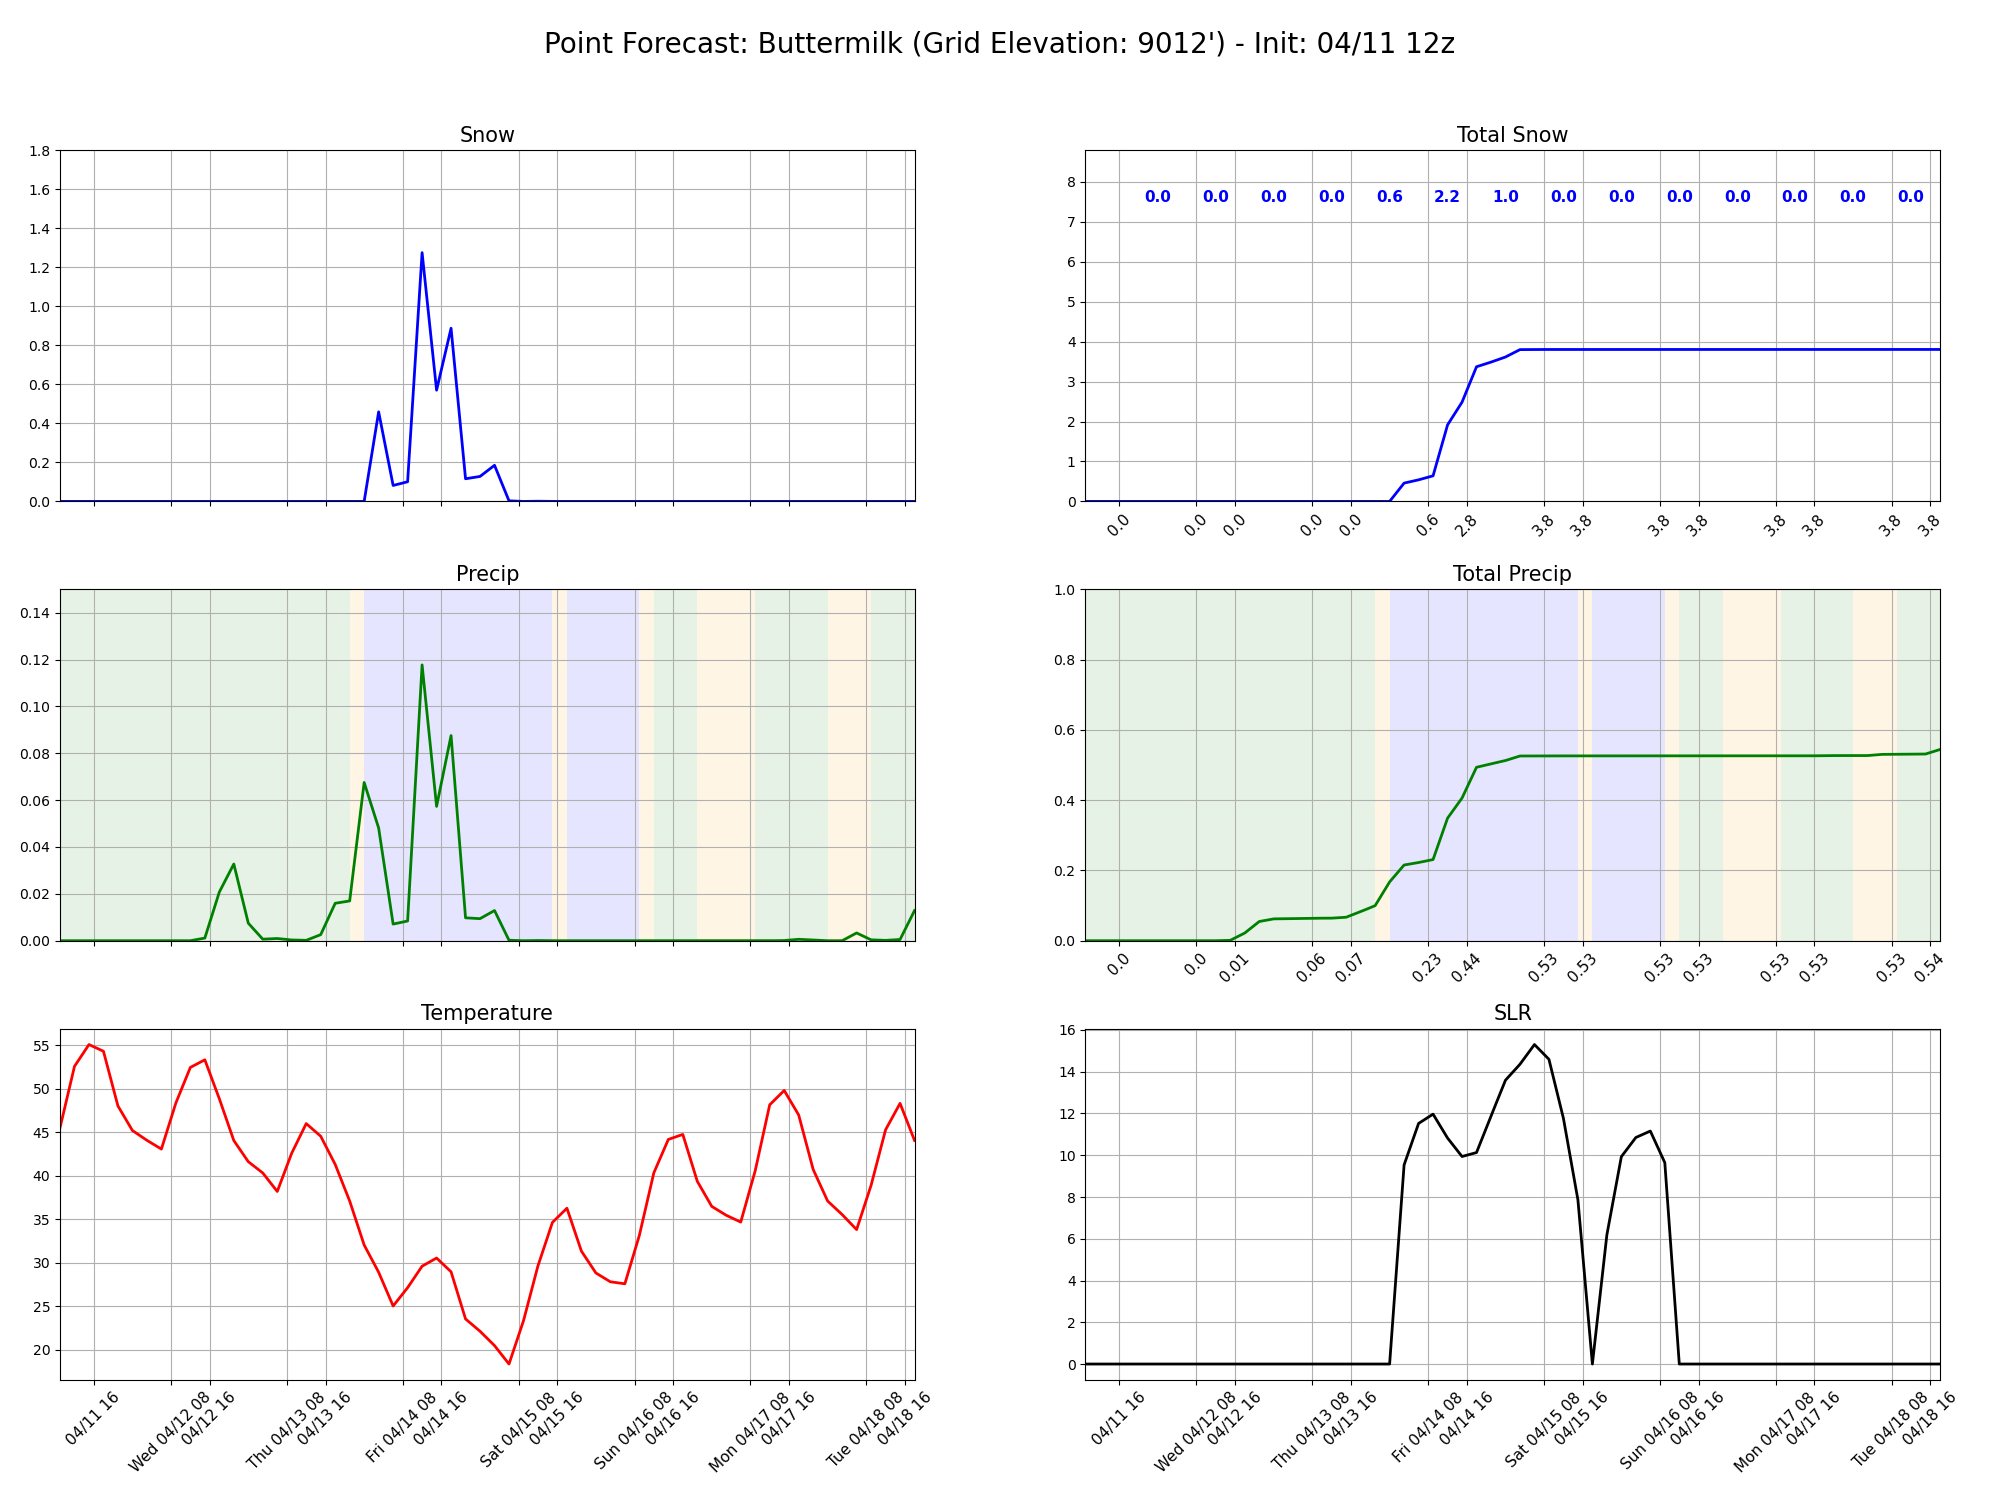 Point Forecast: Buttermilk (Grid Elevation: 9012') - Init: 04/11 12z
Snow
1.8
1.6
1.4
1.2
1.0
0.8
0.6
0.4
0.2
0.0
Total Snow
8
7
6
5
4
3
2
1
0
0.0 0.0 0.0 0.0 0.6 2.2 1.0 0.0 0.0 0.0 0.0 0.0 0.0 0.0
0.0 0.0 0.0 0.0 0.0 0.6 2.8 3.8 3.8 3.8 3.8 3.8 3.8 3.8 3.8
Precip
0.14
0.12
0.10
0.08
0.06
0.04
0.02
0.00
Total Precip
1.0
0.8
0.6
0.4
0.2
0.0
0.0 0.0 0.01 0.06 0.07 0.23 0.44 0.53 0.53 0.53 0.53 0.53 0.53 0.53 0.54
Temperature
55
50
45
40
35
30
25
20
04/11 16
Wed 04/12 08
04/12 16
Thu 04/13 08
04/13 16
Fri 04/14 08
04/14 16
Sat 04/15 08
04/15 16
Sun 04/16 08
04/16 16
Mon 04/17 08
04/17 16
Tue 04/18 08
04/18 16
SLR
16
14
12
10
8
6
4
2
0
04/11 16
Wed 04/12 08
04/12 16
Thu 04/13 08
04/13 16
Fri 04/14 08
04/14 16
Sat 04/15 08
04/15 16
Sun 04/16 08
04/16 16
Mon 04/17 08
04/17 16
Tue 04/18 08
04/18 16